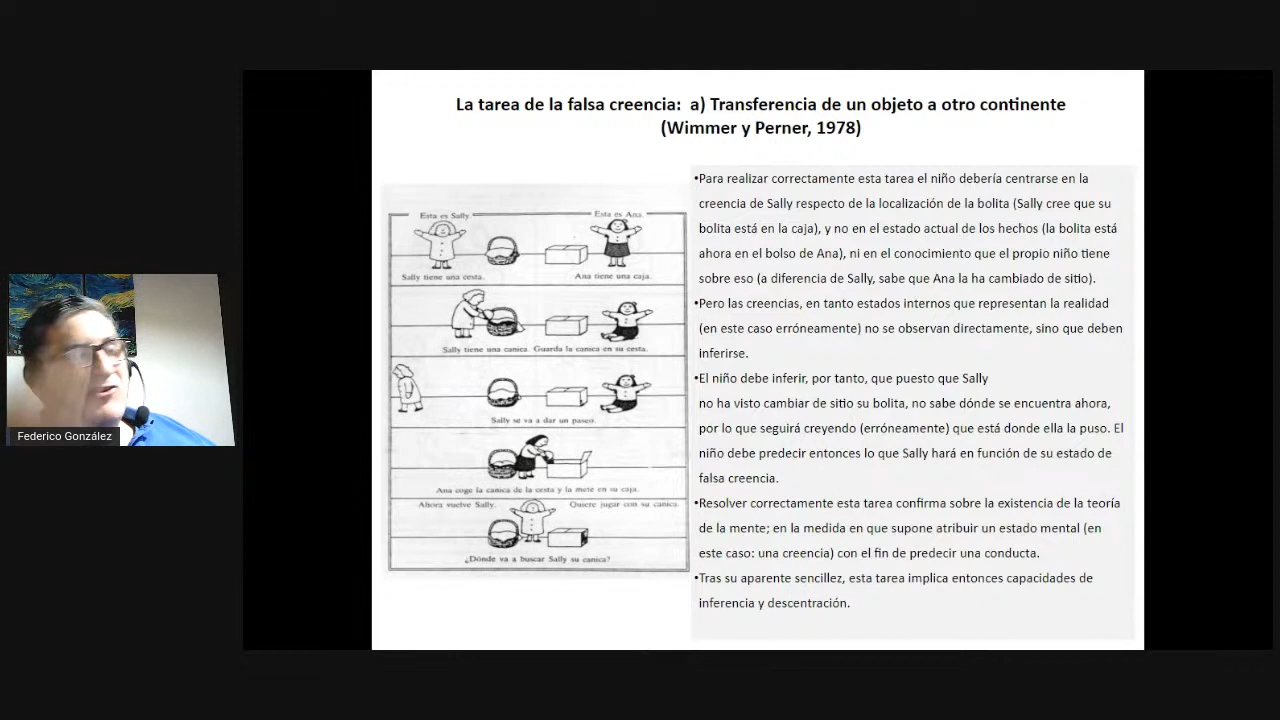 La tarea de la falsa creencia: a) Transferencia de un objeto a otro continente
(Wimmer y Perner, 1978)
Esta es Sally.
Esta es Ana.
Sally tiene una cesta.
Ana tiene una caja.
Sally tiene una canica. Guarda la canica en su cesta.
Sally se va a dar un paseo.
Ana coge la canica de la cesta y la mete en su caja.
Ahora vuelve Sally.
Quiere jugar con su canica.
¿Dónde va a buscar Sally su canica?
•Para realizar correctamente esta tarea el niño debería centrarse en la
creencia de Sally respecto de la localización de la bolita (Sally cree que su
bolita está en la caja), y no en el estado actual de los hechos (la bolita está
ahora en el bolso de Ana), ni en el conocimiento que el propio niño tiene
sobre eso (a diferencia de Sally, sabe que Ana la ha cambiado de sitio).
•Pero las creencias, en tanto estados internos que representan la realidad
(en este caso erróneamente) no se observan directamente, sino que deben
inferirse.
•El niño debe inferir, por tanto, que puesto que Sally
no ha visto cambiar de sitio su bolita, no sabe dónde se encuentra ahora,
por lo que seguirá creyendo (erróneamente) que está donde ella la puso. El
niño debe predecir entonces lo que Sally hará en función de su estado de
falsa creencia.
•Resolver correctamente esta tarea confirma sobre la existencia de la teoría
de la mente; en la medida en que supone atribuir un estado mental (en
este caso: una creencia) con el fin de predecir una conducta.
•Tras su aparente sencillez, esta tarea implica entonces capacidades de
inferencia y descentración.
Federico González